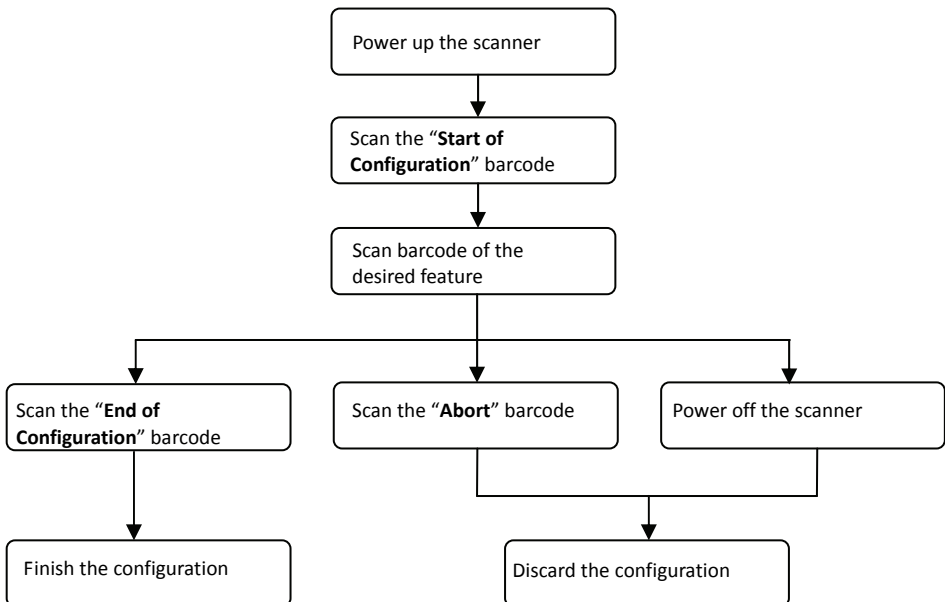 Power up the scanner
Scan the “Start of
Configuration” barcode
Scan barcode of the
desired feature
Scan the “End of
Configuration” barcode
Scan the “Abort” barcode
Power off the scanner
Finish the configuration
Discard the configuration